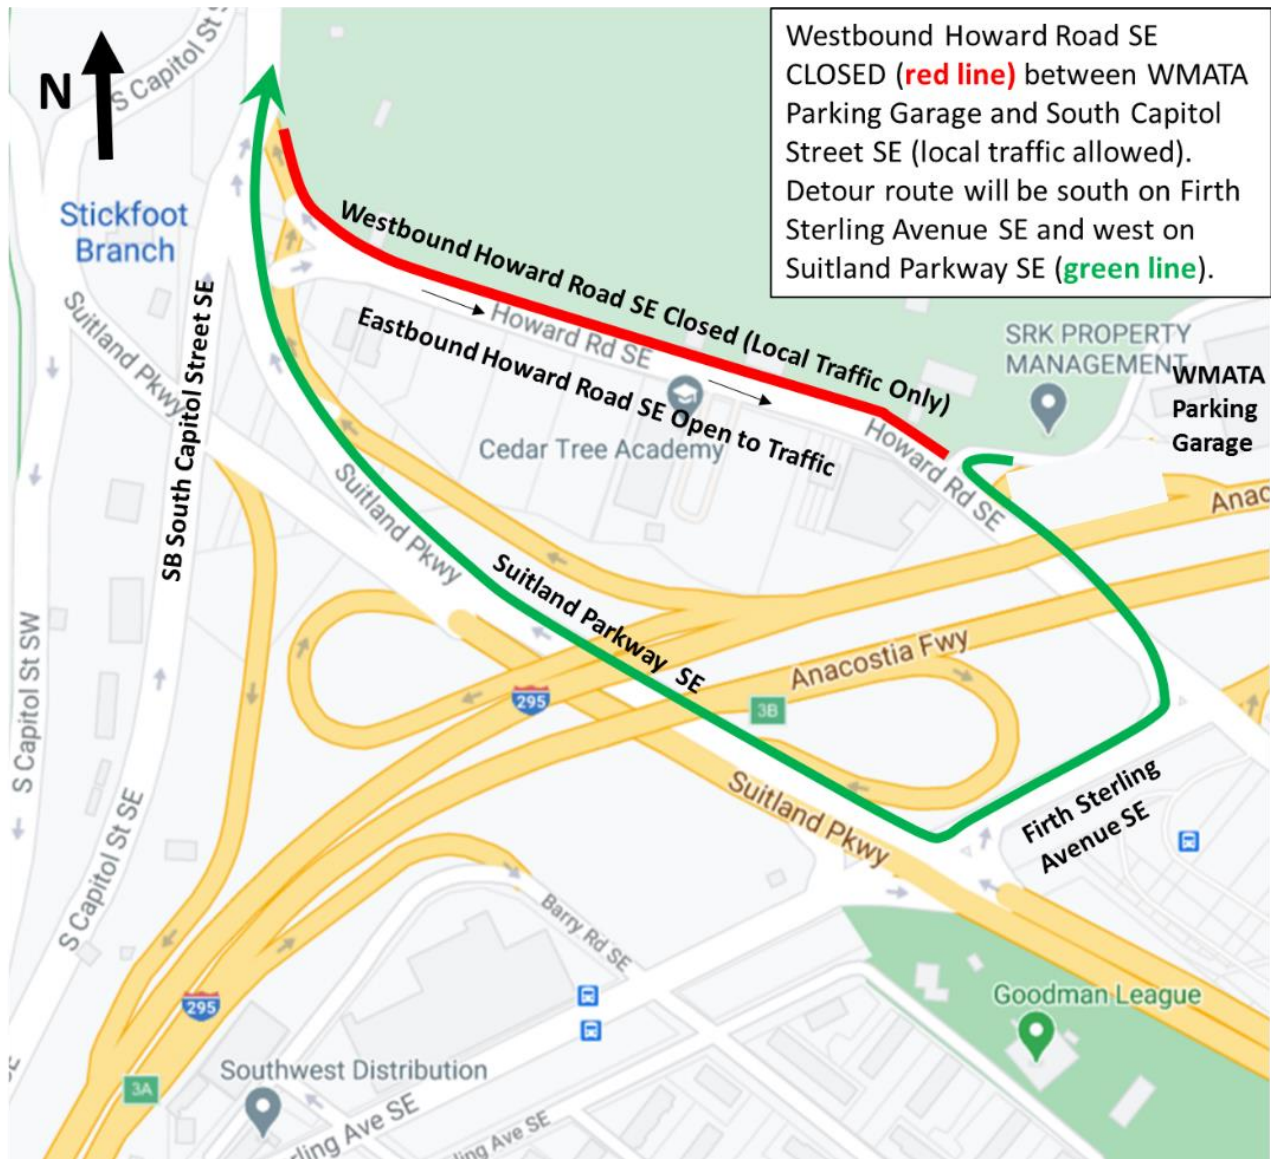 Westbound Howard Road SE
CLOSED (red line) between WMATA
Parking Garage and South Capitol
Street SE (local traffic allowed).
Detour route will be south on Firth
Sterling Avenue SE and west on
Suitland Parkway SE (green line).
N
S Capitol St S
Stickfoot
Branch
Suitland Pkwy
SB South Capitol Street SE
Westbound Howard Road SE Closed (Local Traffic Only)
Howard Rd SE
Eastbound Howard Road SE Open to Traffic
Cedar Tree Academy
SRK PROPERTY
MANAGEMENT
WMATA
Parking
Garage
Howard Rd SE
Anac
Suitland Pkwy
Suitland Parkway SE
Anacostia Fwy
295
3B
S Capitol St SW
S Capitol St SE
Suitland Pkwy
Firth Sterling
Avenue SE
Barry Rd SE
295
Goodman League
Southwest Distribution
3A
rling Ave SE
ling Ave SE